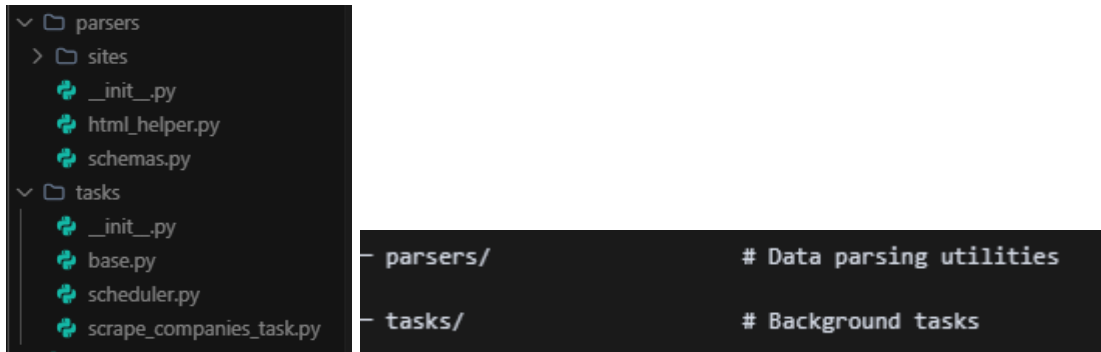 parsers
sites
__init__.py
html_helper.py
schemas.py
tasks
__init__.py
base.py
scheduler.py
scrape_companies_task.py
─ parsers/ # Data parsing utilities
─ tasks/ # Background tasks